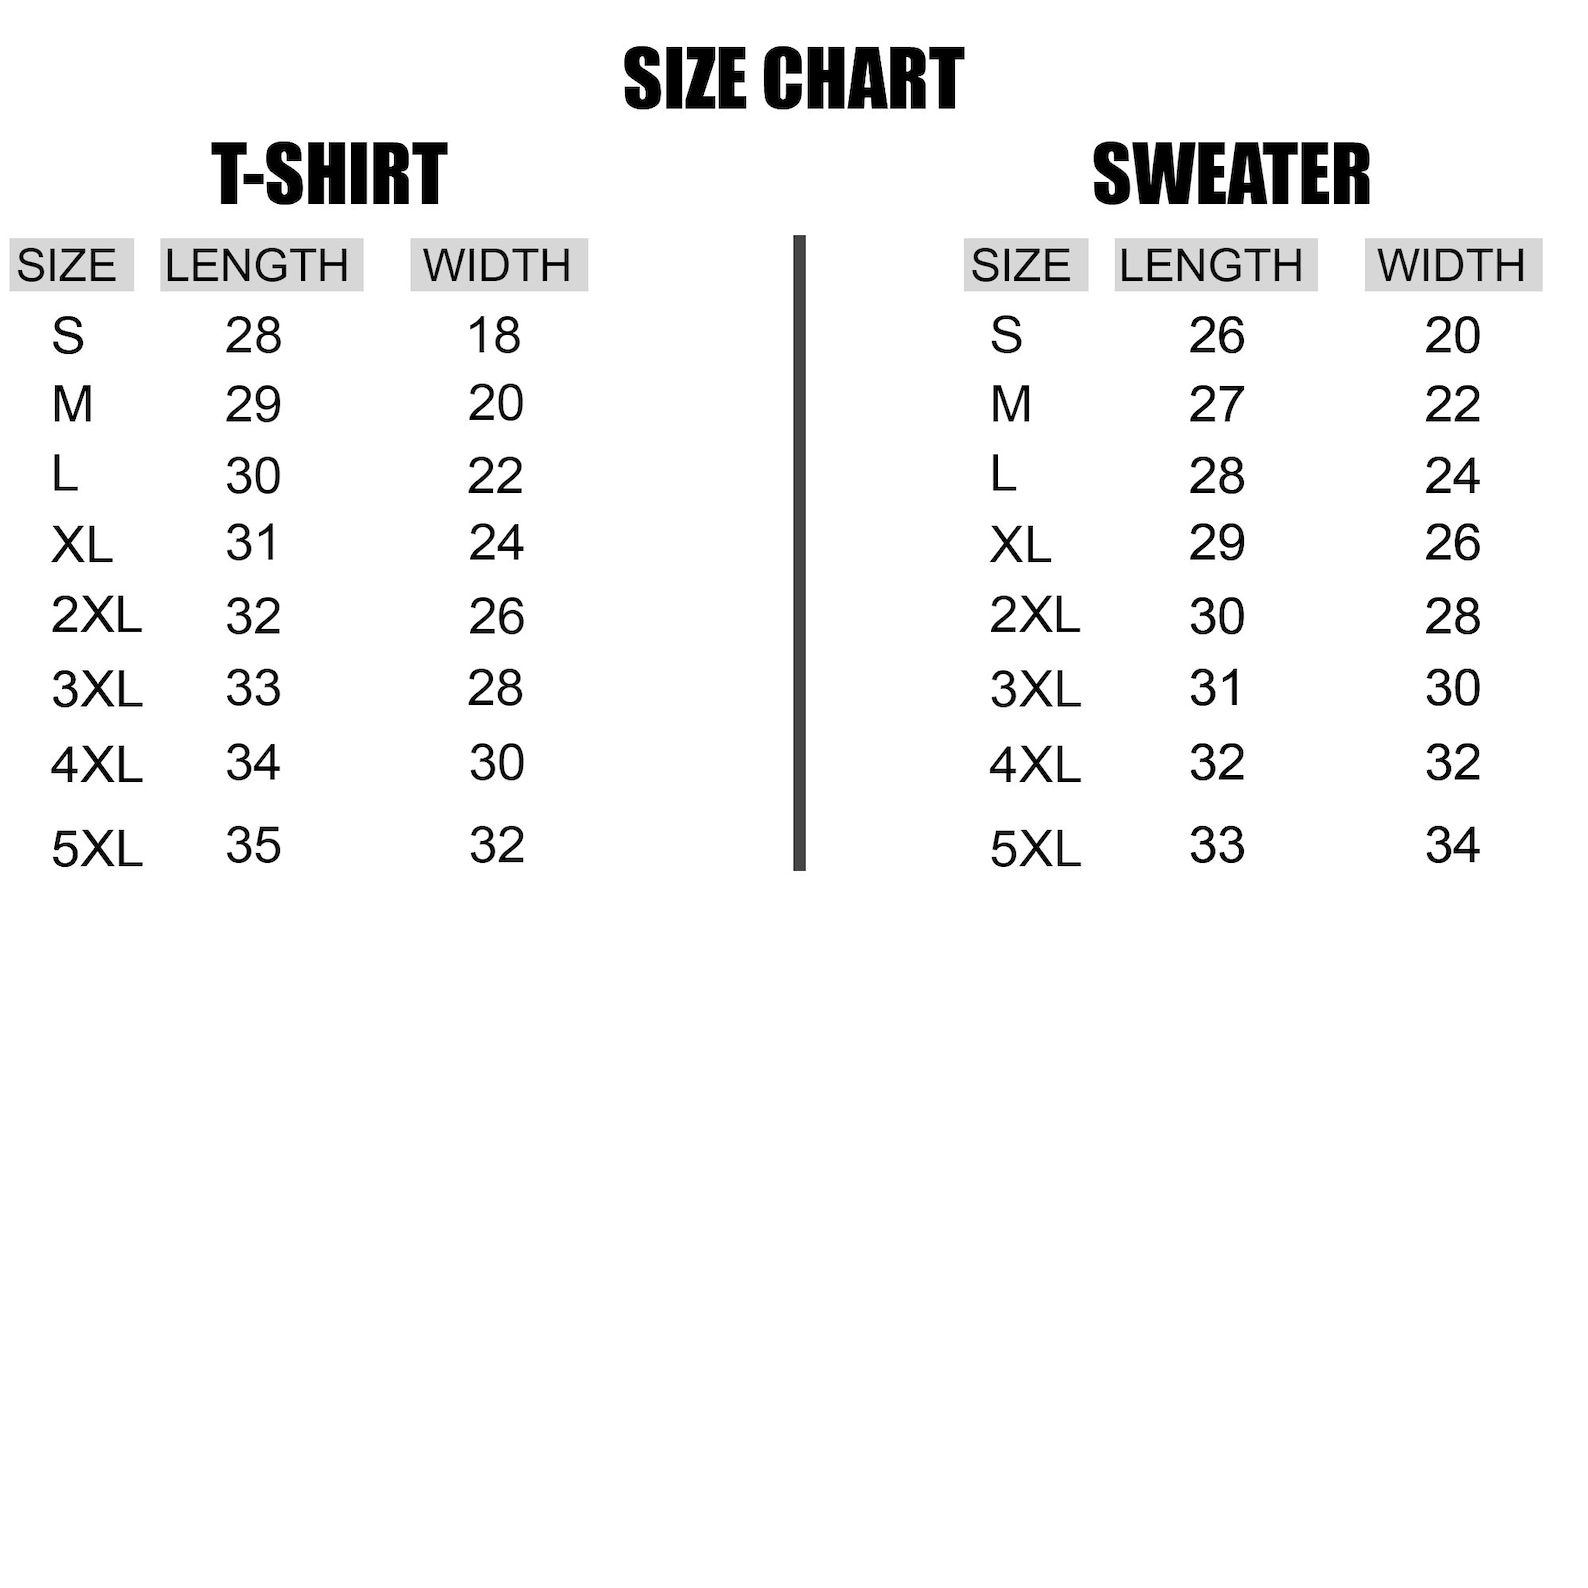 SIZE CHART
T-SHIRT
SIZE LENGTH WIDTH
S 28 18
M 29 20
L 30 22
XL 31 24
2XL 32 26
3XL 33 28
4XL 34 30
5XL 35 32
SWEATER
SIZE LENGTH WIDTH
S 26 20
M 27 22
L 28 24
XL 29 26
2XL 30 28
3XL 31 30
4XL 32 32
5XL 33 34